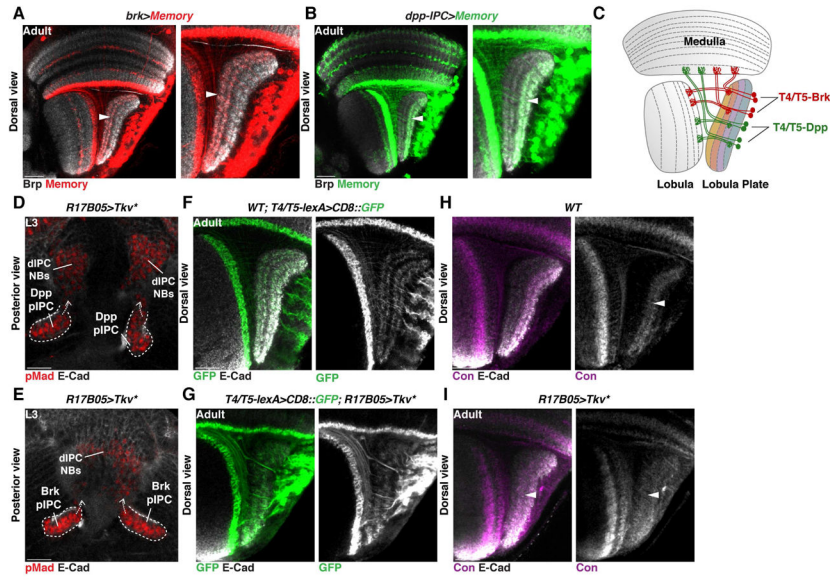 A
brk>Memory
Adult
Dorsal view
Brp Memory
B
dpp-IPC>Memory
Adult
Dorsal view
Brp Memory
C
Medulla
T4/T5-Brk
T4/T5-Dpp
Lobula
Lobula Plate
D
R17B05>Tkv*
L3
Posterior view
dIPC
NBs
dIPC
NBs
Dpp
pIPC
Dpp
pIPC
pMad E-Cad
F
WT; T4/T5-lexA>CD8::GFP
Adult
Dorsal view
GFP E-Cad
GFP
H
WT
Dorsal view
Con E-Cad
Con
E
R17B05>Tkv*
L3
Posterior view
dIPC
NBs
Brk
pIPC
Brk
pIPC
pMad E-Cad
G
T4/T5-lexA>CD8::GFP; R17B05>Tkv*
Adult
Dorsal view
GFP E-Cad
GFP
I
R17B05>Tkv*
Adult
Dorsal view
Con E-Cad
Con